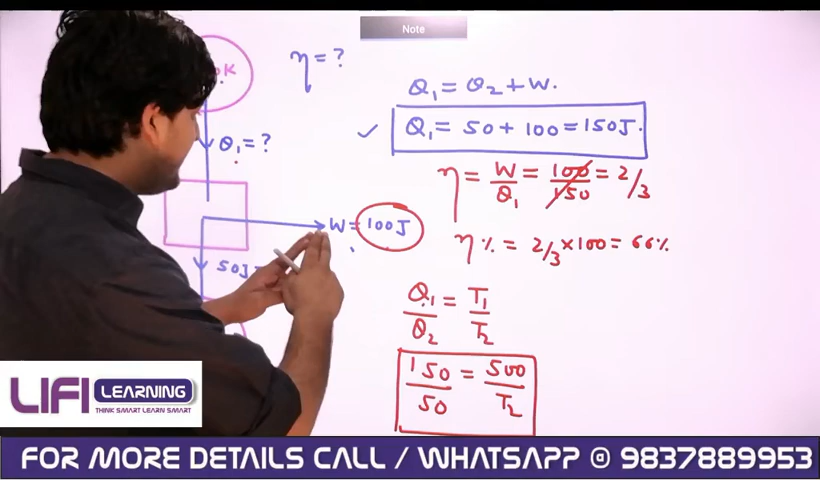 Note
η = ?
Q₁ = Q₂ + W.
✓ Q₁ = 50 + 100 = 150J.
Q₁ = ?
η = W/Q₁ = 100/150 = 2/3
W = 100J
η% = 2/3 × 100 = 66%
50J
Q₁/Q₂ = T₁/T₂
150/50 = 500/T₂
LIFI LEARNING
THINK SMART LEARN SMART
FOR MORE DETAILS CALL / WHATSAPP @ 9837889953